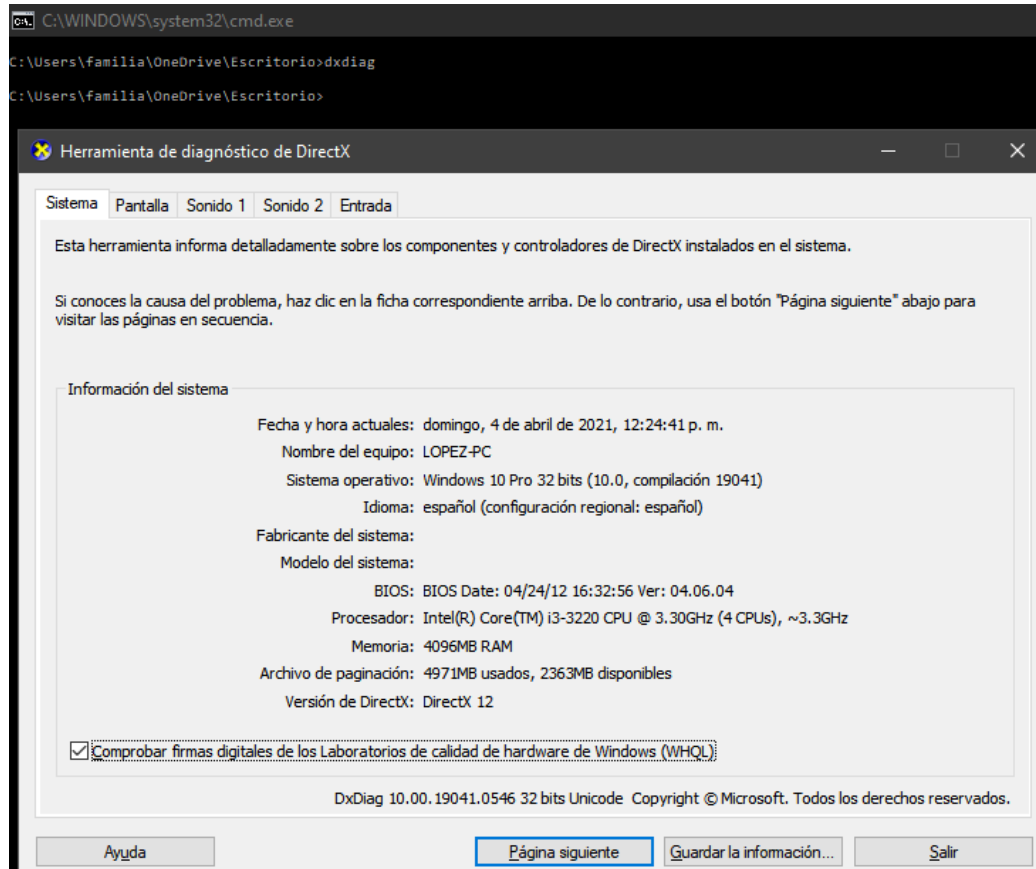 C:\WINDOWS\system32\cmd.exe
C:\Users\familia\OneDrive\Escritorio>dxdiag
C:\Users\familia\OneDrive\Escritorio>
Herramienta de diagnóstico de DirectX
Sistema Pantalla Sonido 1 Sonido 2 Entrada
Esta herramienta informa detalladamente sobre los componentes y controladores de DirectX instalados en el sistema.
Si conoces la causa del problema, haz clic en la ficha correspondiente arriba. De lo contrario, usa el botón "Página siguiente" abajo para
visitar las páginas en secuencia.
Información del sistema
Fecha y hora actuales: domingo, 4 de abril de 2021, 12:24:41 p. m.
Nombre del equipo: LOPEZ-PC
Sistema operativo: Windows 10 Pro 32 bits (10.0, compilación 19041)
Idioma: español (configuración regional: español)
Fabricante del sistema:
Modelo del sistema:
BIOS: BIOS Date: 04/24/12 16:32:56 Ver: 04.06.04
Procesador: Intel(R) Core(TM) i3-3220 CPU @ 3.30GHz (4 CPUs), ~3.3GHz
Memoria: 4096MB RAM
Archivo de paginación: 4971MB usados, 2363MB disponibles
Versión de DirectX: DirectX 12
Comprobar firmas digitales de los Laboratorios de calidad de hardware de Windows (WHQL)
DxDiag 10.00.19041.0546 32 bits Unicode Copyright © Microsoft. Todos los derechos reservados.
Ayuda Página siguiente Guardar la información... Salir